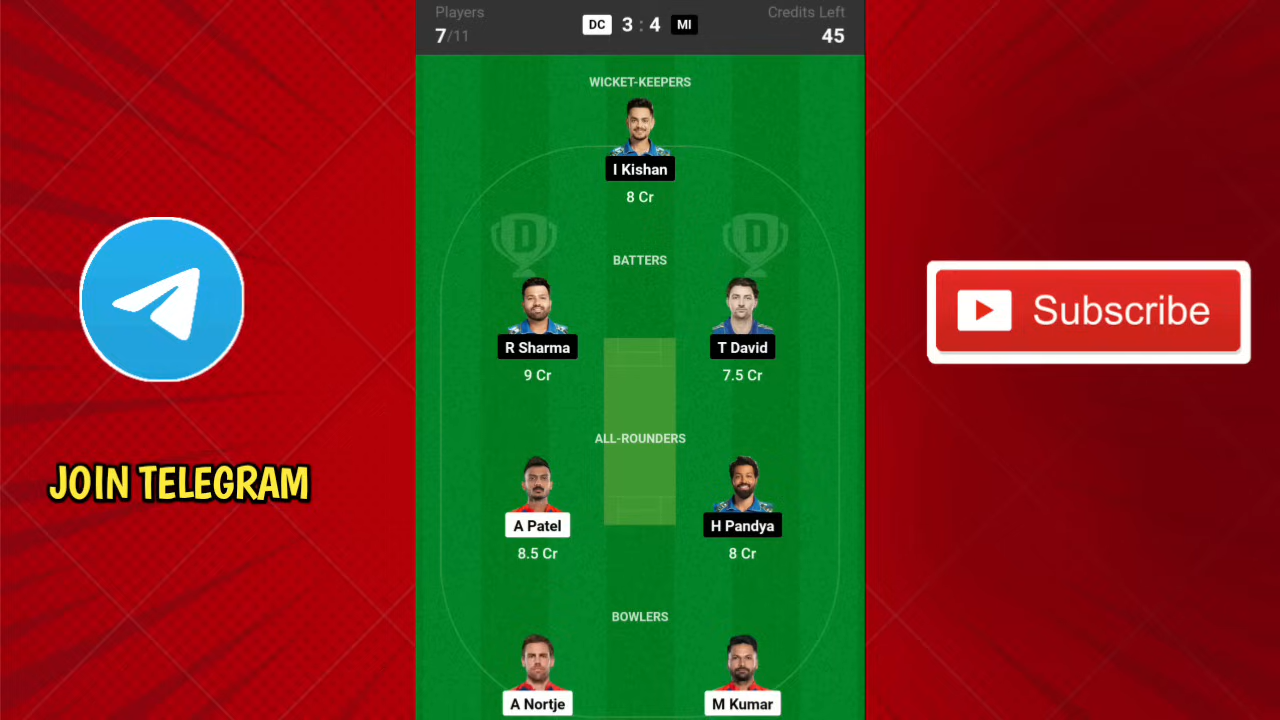 Players
DC 3 : 4 MI
Credits Left
7/11
45
WICKET-KEEPERS
I Kishan
8 Cr
D
D
BATTERS
R Sharma
T David
9 Cr
7.5 Cr
ALL-ROUNDERS
A Patel
H Pandya
8.5 Cr
8 Cr
BOWLERS
A Nortje
M Kumar
JOIN TELEGRAM
Subscribe